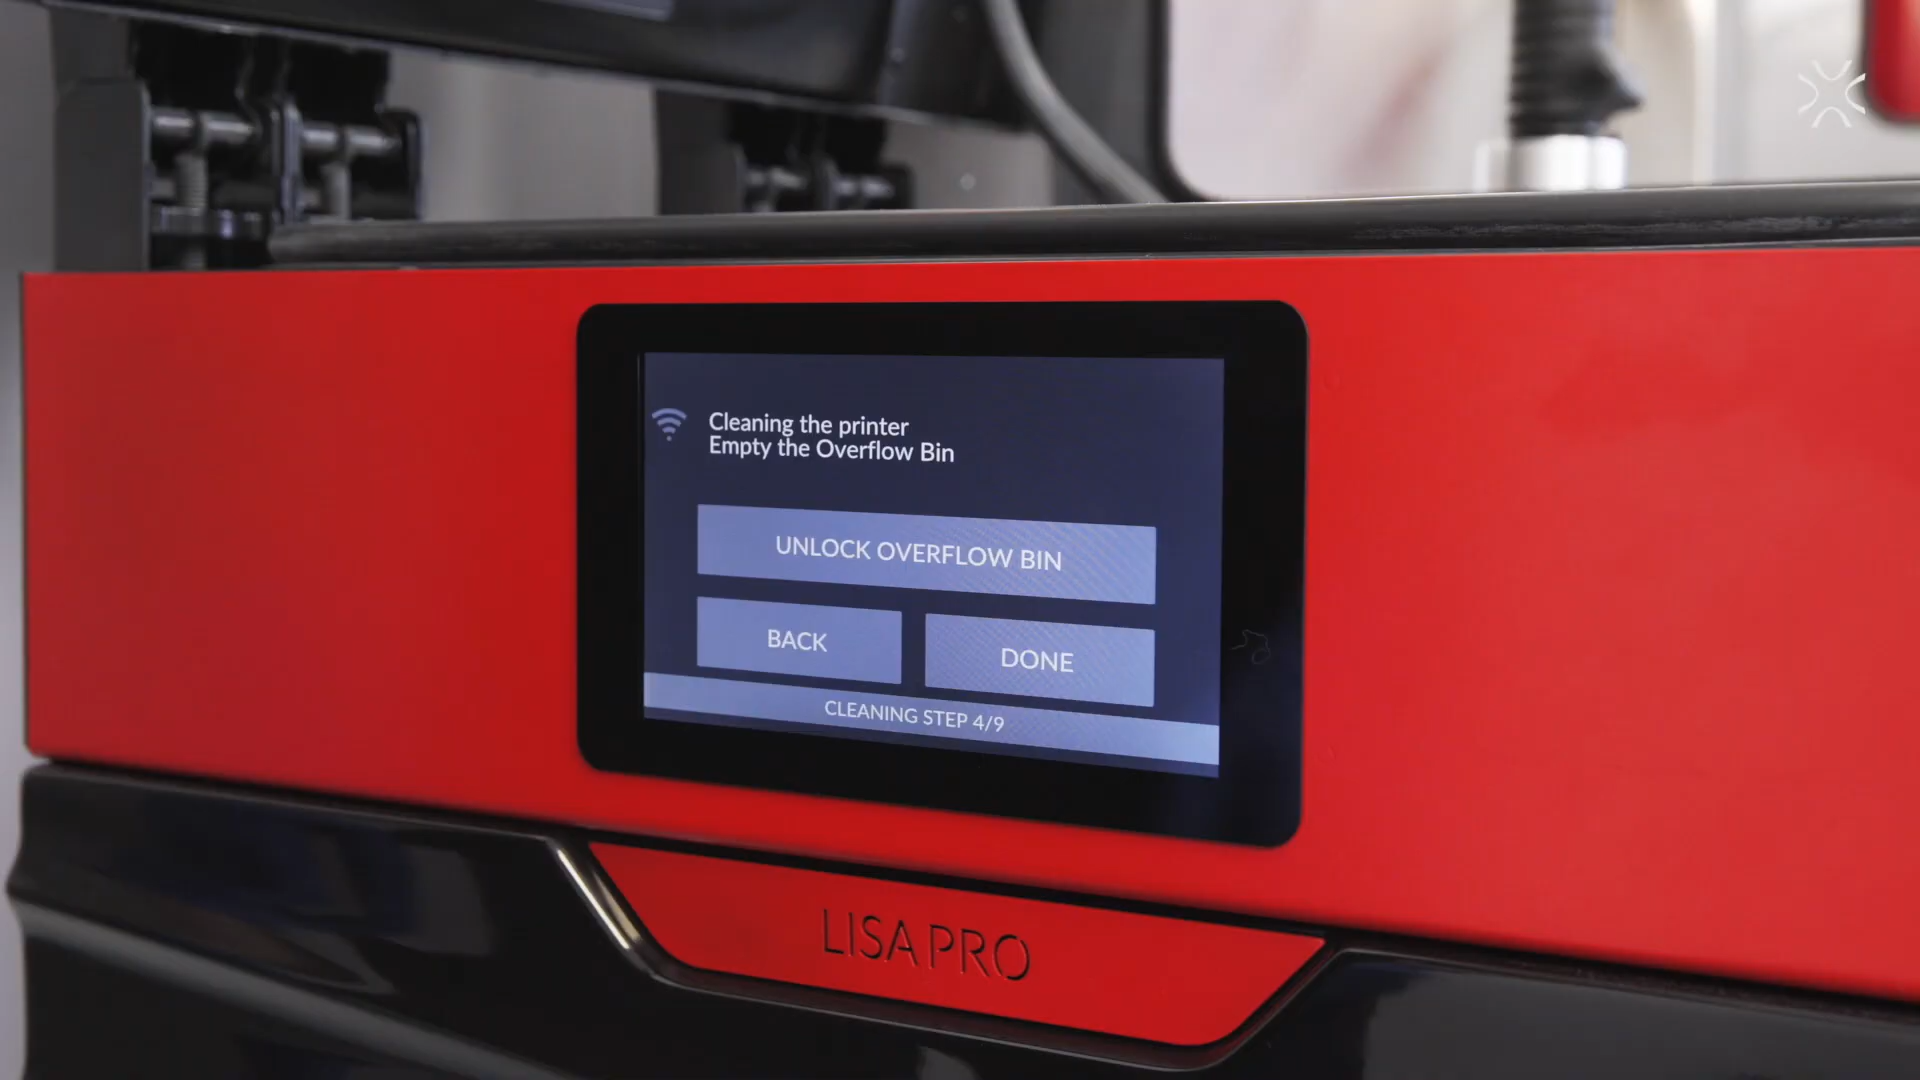 Cleaning the printer
Empty the Overflow Bin
UNLOCK OVERFLOW BIN
BACK
DONE
CLEANING STEP 4/9
LISA PRO